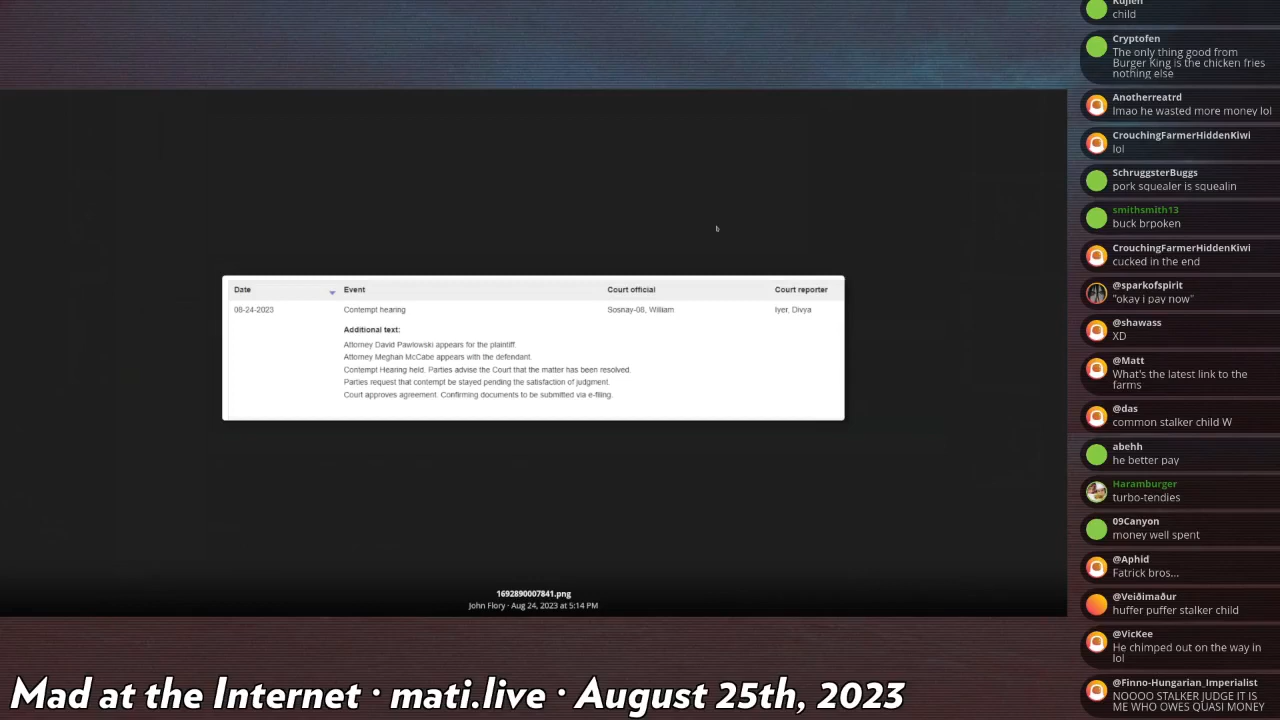 Date
Event
Court official
Court reporter
08-24-2023
Contempt hearing
Sosnay-08, William
Iyer, Divya
Additional text:
Attorney David Pawlowski appears for the plaintiff.
Attorney Meghan McCabe appears with the defendant.
Contempt Hearing held. Parties advise the Court that the matter has been resolved.
Parties request that contempt be stayed pending the satisfaction of judgment.
Court approves agreement. Confirming documents to be submitted via e-filing.
1692890007841.png
John Flory · Aug 24, 2023 at 5:14 PM
Mad at the Internet · mati.live · August 25th, 2023
child
Cryptofen
The only thing good from
Burger King is the chicken fries
nothing else
Anothereatrd
lmao he wasted more money lol
CrouchingFarmerHiddenKiwi
lol
SchruggsterBuggs
pork squealer is squealin
smithsmith13
buck brpoken
CrouchingFarmerHiddenKiwi
cucked in the end
@sparklesprit
"okay i pay now"
@shawarma
XD
@Matt
What's the latest link to the
farms
@das
common stalker child W
abehh
he better pay
Haramburger
turbo-tendies
09Canyon
money well spent
@Aphid
Fatrick bros...
@Veiðimaður
huffer puffer stalker child
@VicKee
He chimped out on the way in
lol
@Finno-Hungarian_Imperialist
NOOOO STALKER JUDGE IT IS
ME WHO OWES QUASI MONEY